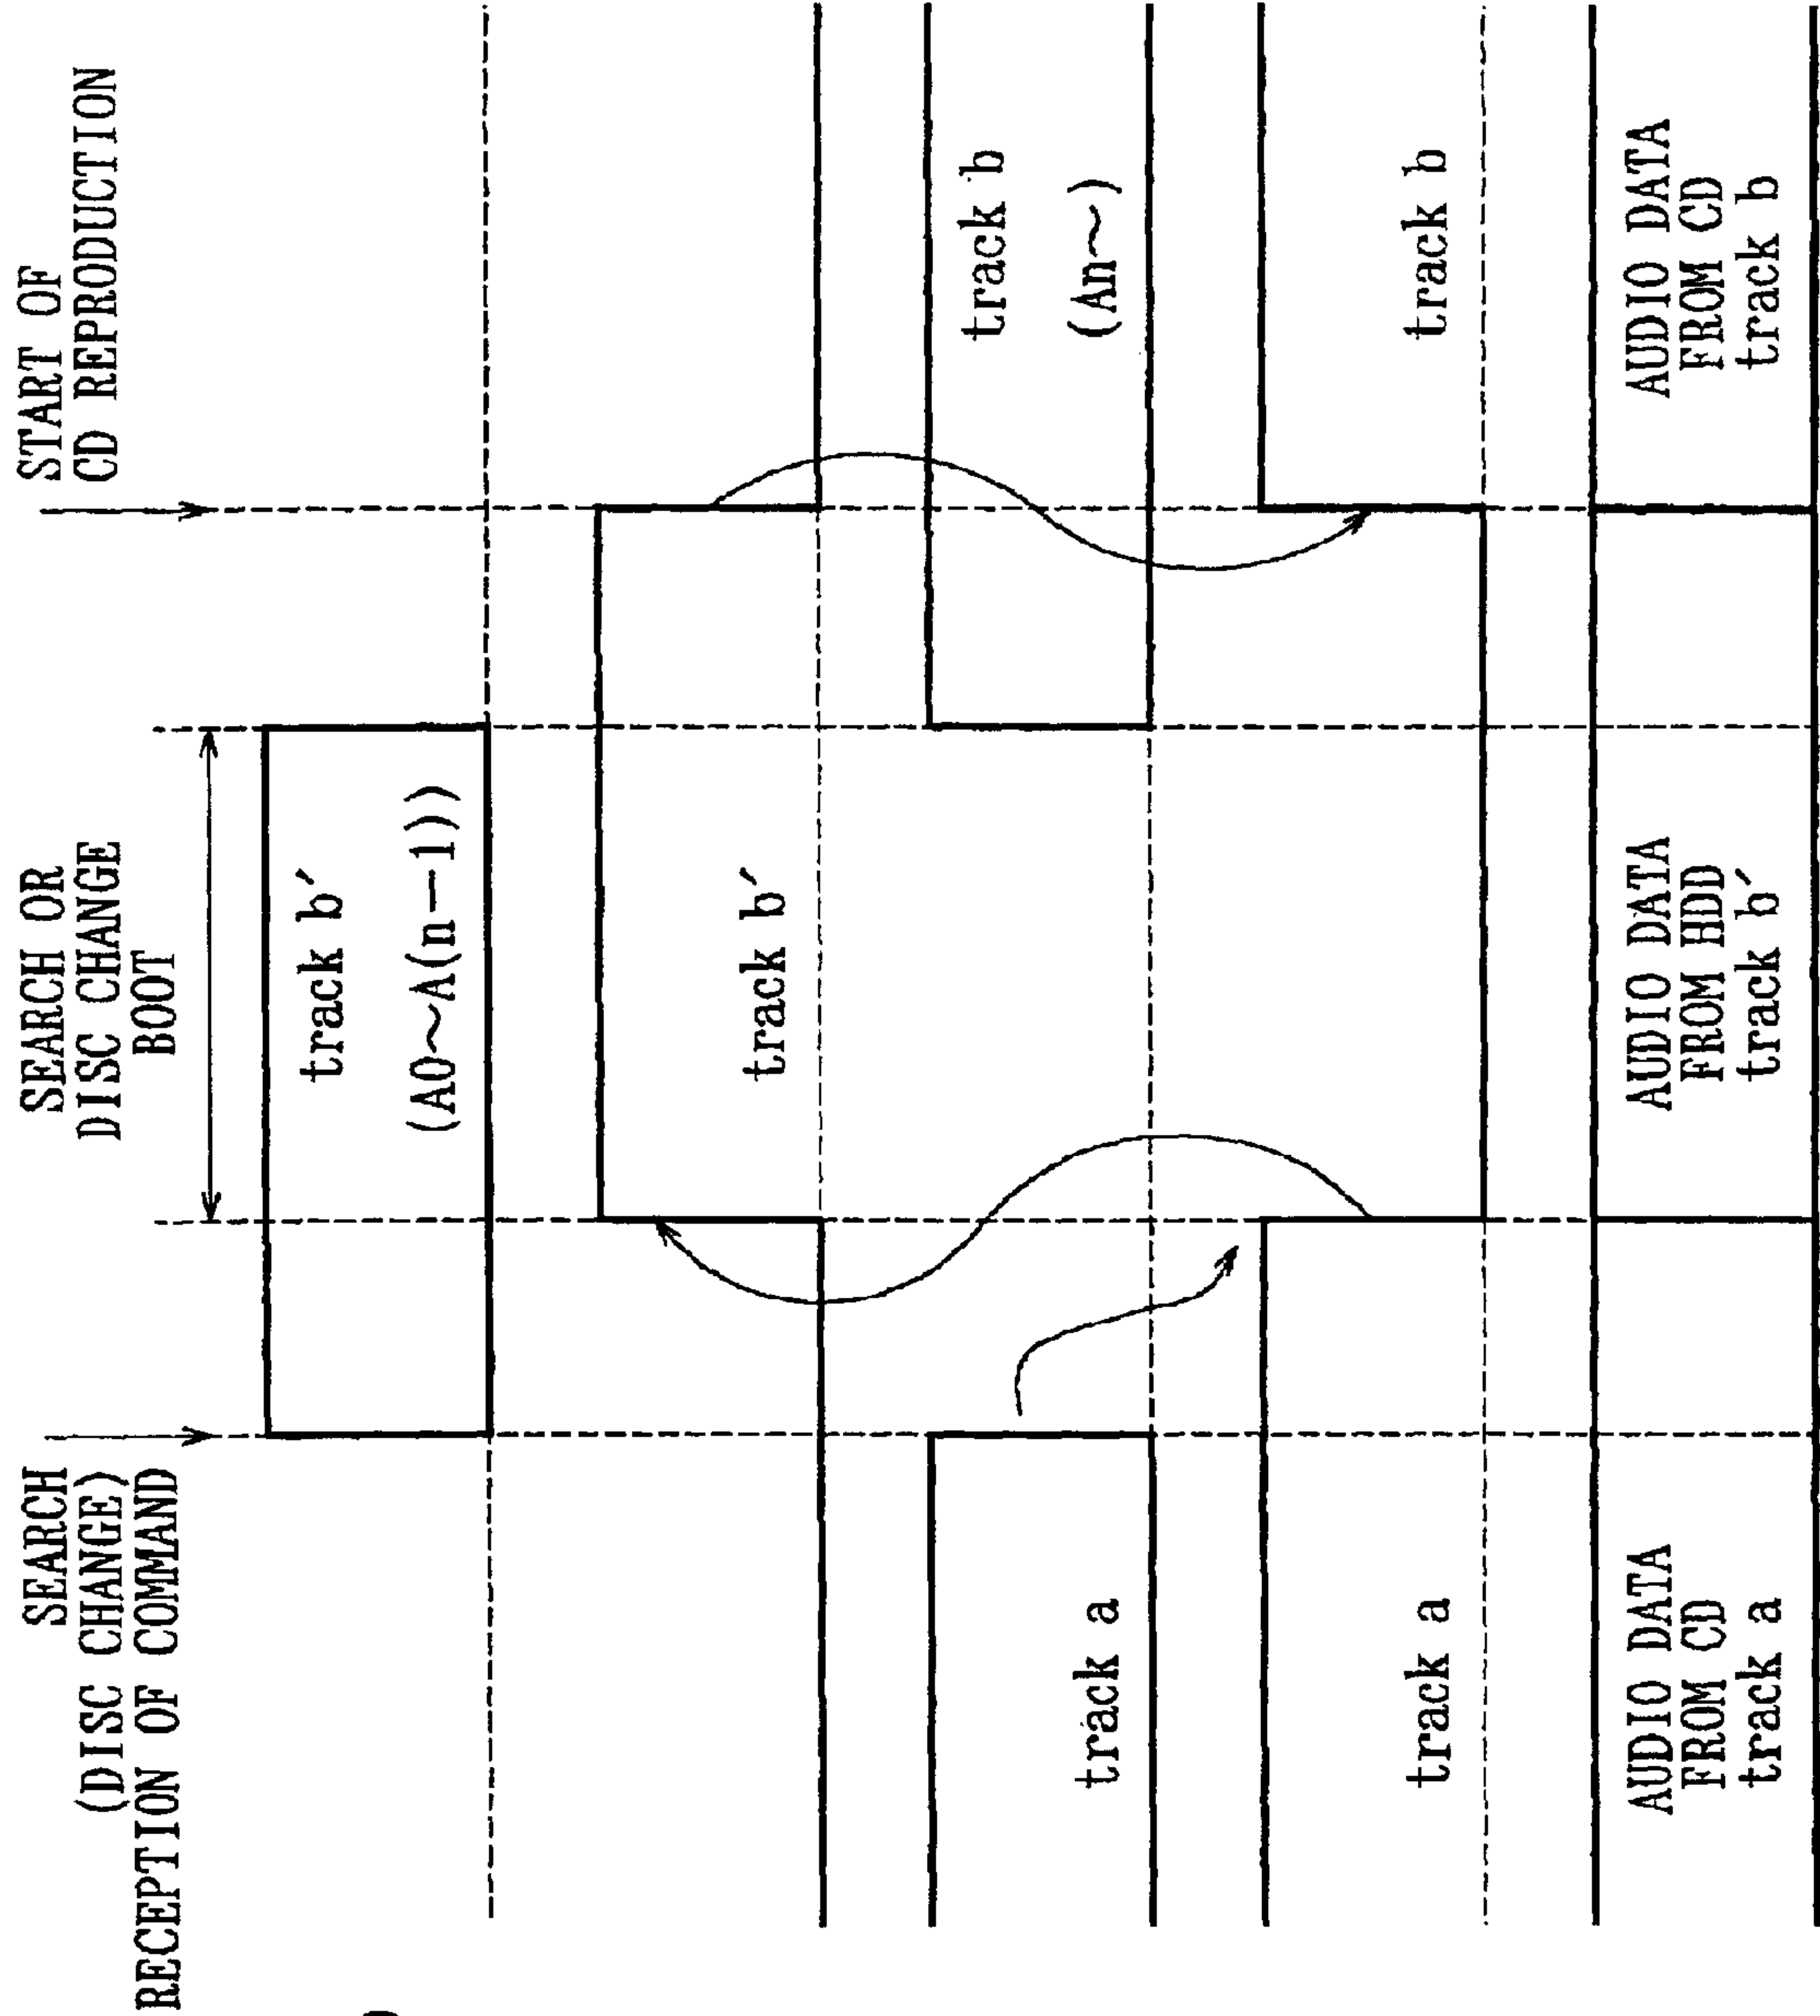 SEARCH
(DISC CHANGE)
RECEPTION OF COMMAND
SEARCH OR
DISC CHANGE
BOOT
START OF
CD REPRODUCTION
track b′
(A0~A(n-1))
track b′
track a
track b
(An~)
track a
track b
AUDIO DATA
FROM CD
track a
AUDIO DATA
FROM HDD
track b′
AUDIO DATA
FROM CD
track b